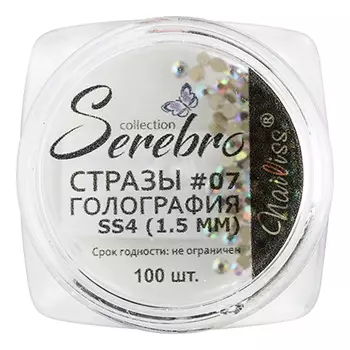 collection
Serebro
СТРАЗЫ #07
ГОЛОГРАФИЯ
SS4 (1.5 ММ)
Срок годности: не ограничен
100 шт.
Nailiss®